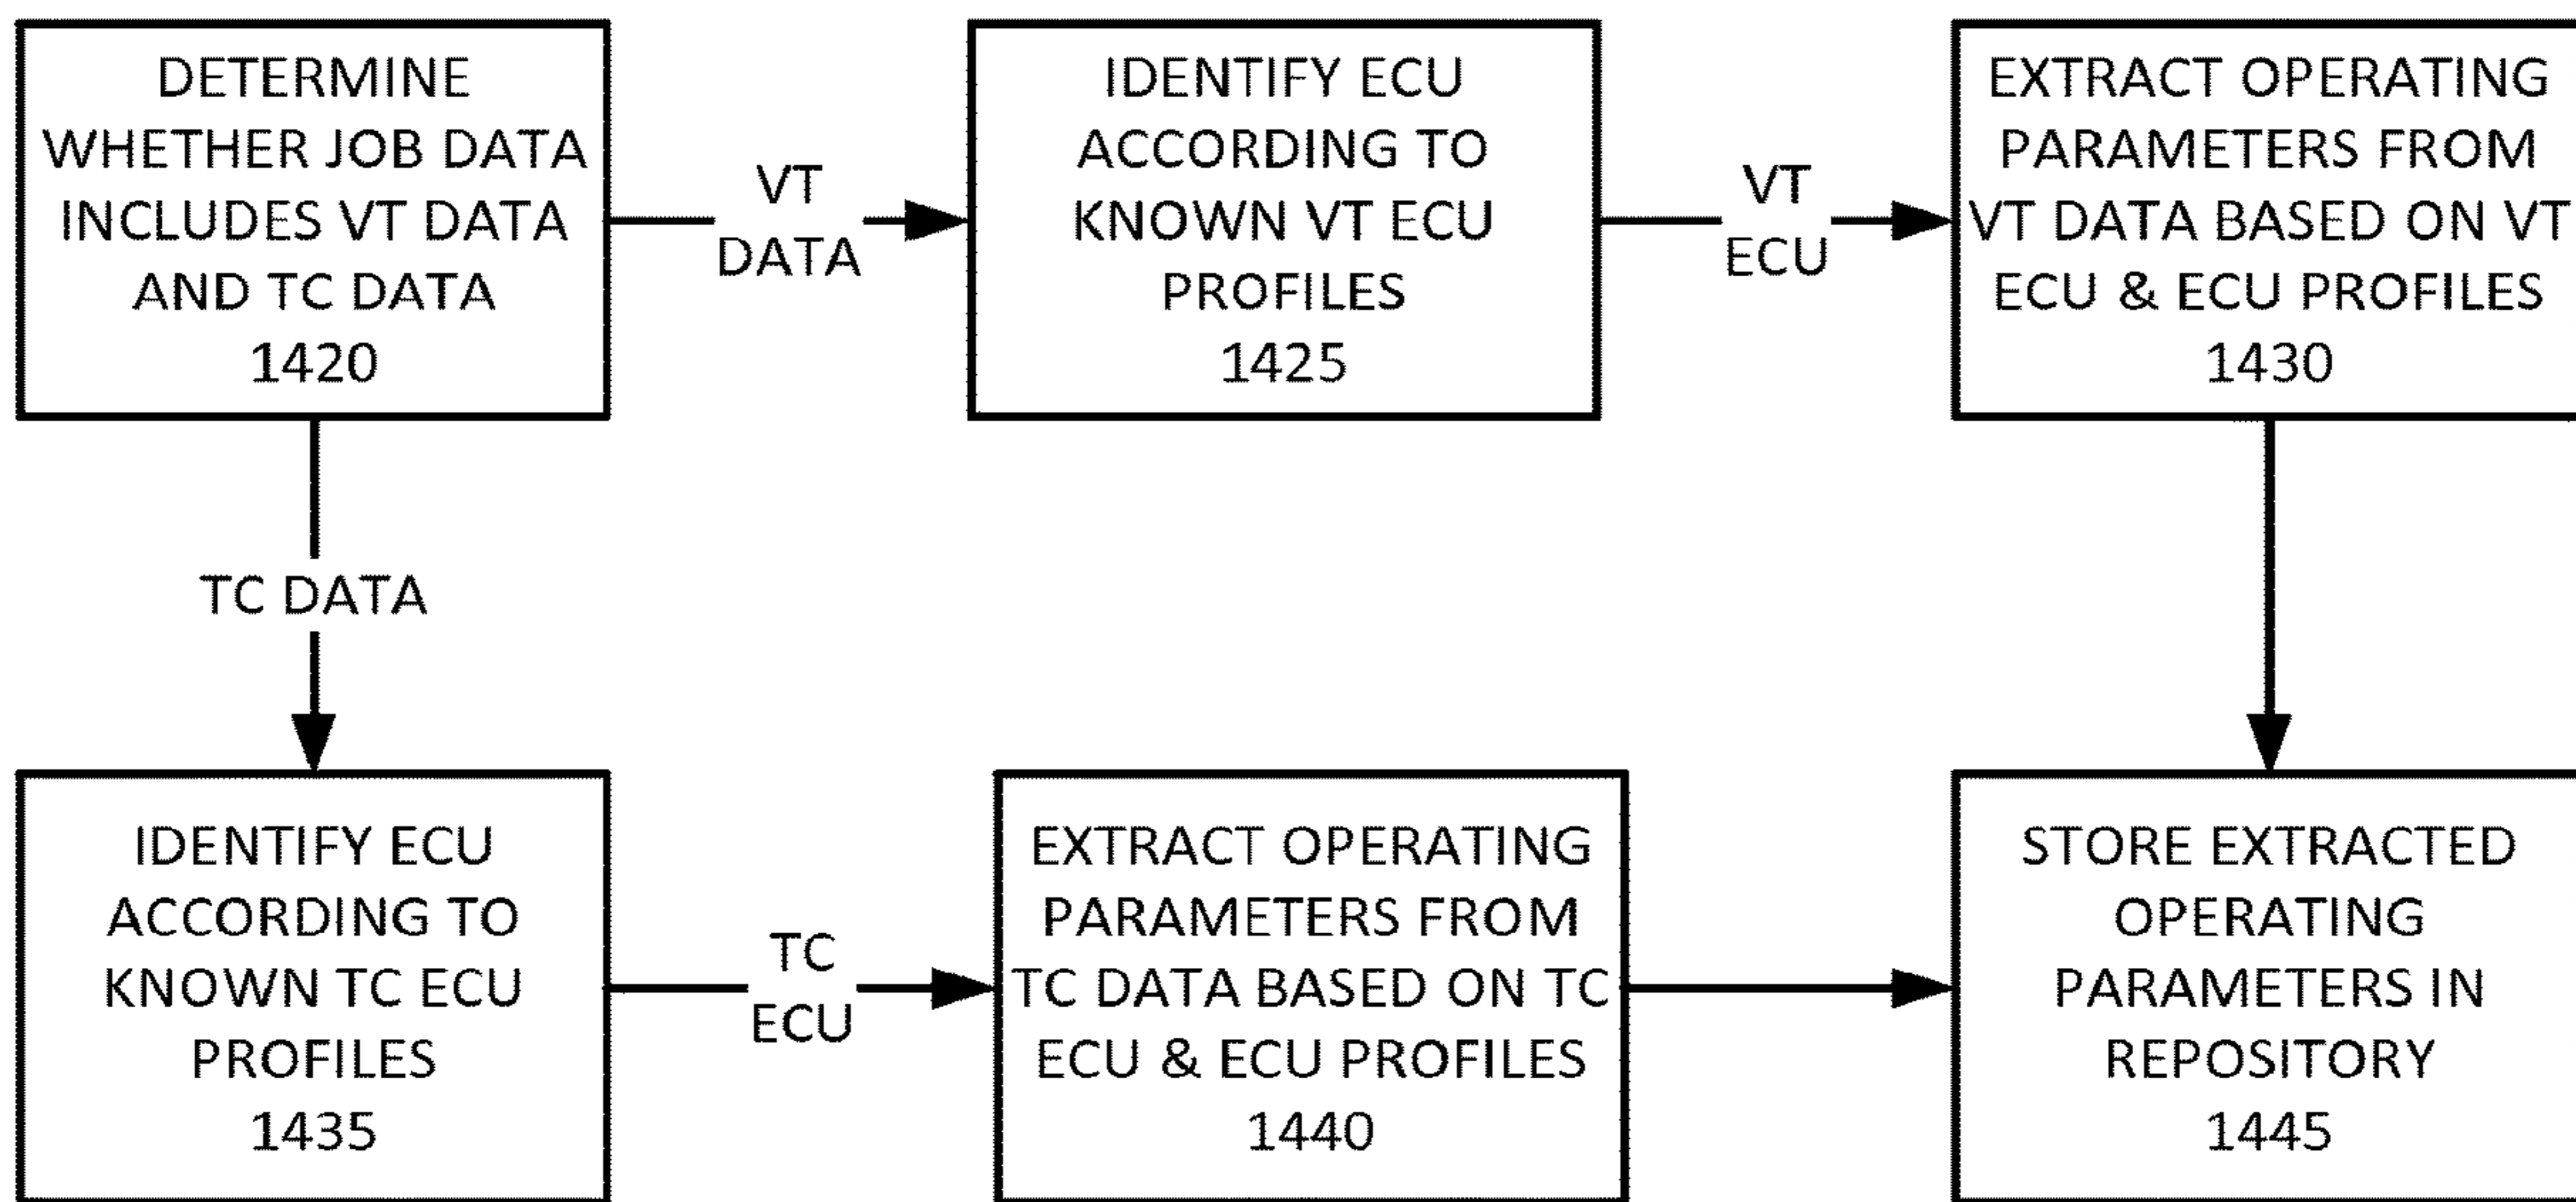 DETERMINE
WHETHER JOB DATA
INCLUDES VT DATA
AND TC DATA
1420
VT
DATA
IDENTIFY ECU
ACCORDING TO
KNOWN VT ECU
PROFILES
1425
VT
ECU
EXTRACT OPERATING
PARAMETERS FROM
VT DATA BASED ON VT
ECU & ECU PROFILES
1430
TC DATA
IDENTIFY ECU
ACCORDING TO
KNOWN TC ECU
PROFILES
1435
TC
ECU
EXTRACT OPERATING
PARAMETERS FROM
TC DATA BASED ON TC
ECU & ECU PROFILES
1440
STORE EXTRACTED
OPERATING
PARAMETERS IN
REPOSITORY
1445